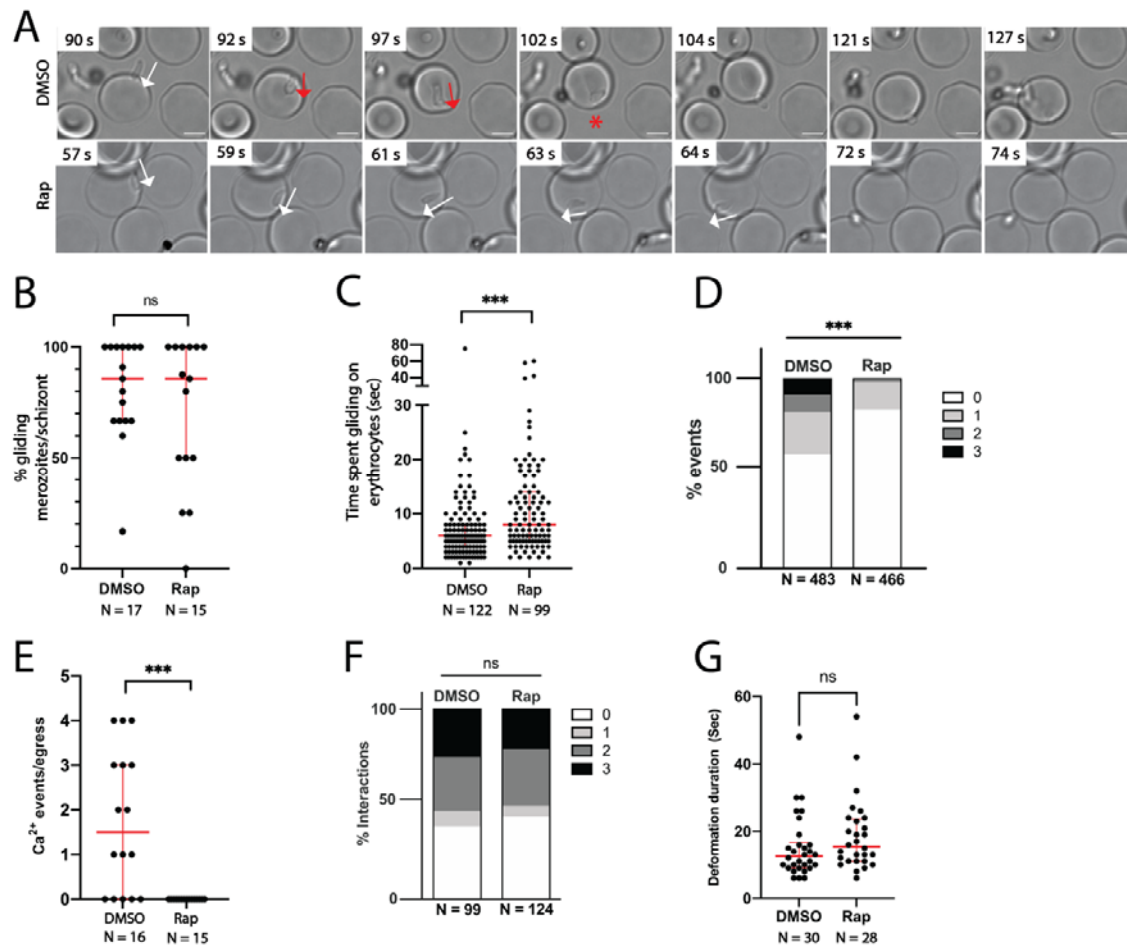 A
90 s 92 s 97 s 102 s 104 s 121 s 127 s
DMSO
*
57 s 59 s 61 s 63 s 64 s 72 s 74 s
Rap
B
ns
% gliding
merozoites/schizont
100
50
0
DMSO Rap
N = 17 N = 15
C
***
Time spent gliding on
erythrocytes (sec)
80
60
40
30
20
10
0
DMSO Rap
N = 122 N = 99
D
***
DMSO Rap
% events
100
50
0
0
1
2
3
N = 483 N = 466
E
***
Ca²⁺ events/egress
5
4
3
2
1
0
DMSO Rap
N = 16 N = 15
F
ns
DMSO Rap
% Interactions
100
50
0
0
1
2
3
N = 99 N = 124
G
ns
Deformation duration (Sec)
60
40
20
0
DMSO Rap
N = 30 N = 28